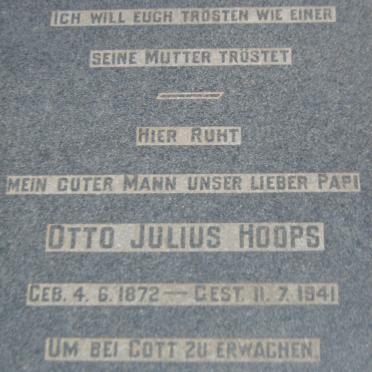 ICH WILL EUCH TRÖSTEN WIE EINER
SEINE MUTTER TRÖSTET
HIER RUHT
MEIN GUTER MANN UNSER LIEBER PAPI
OTTO JULIUS HOOPS
GEB. 4. 6. 1872 — GEST. 11. 7. 1941
UM BEI GOTT ZU ERWACHEN.